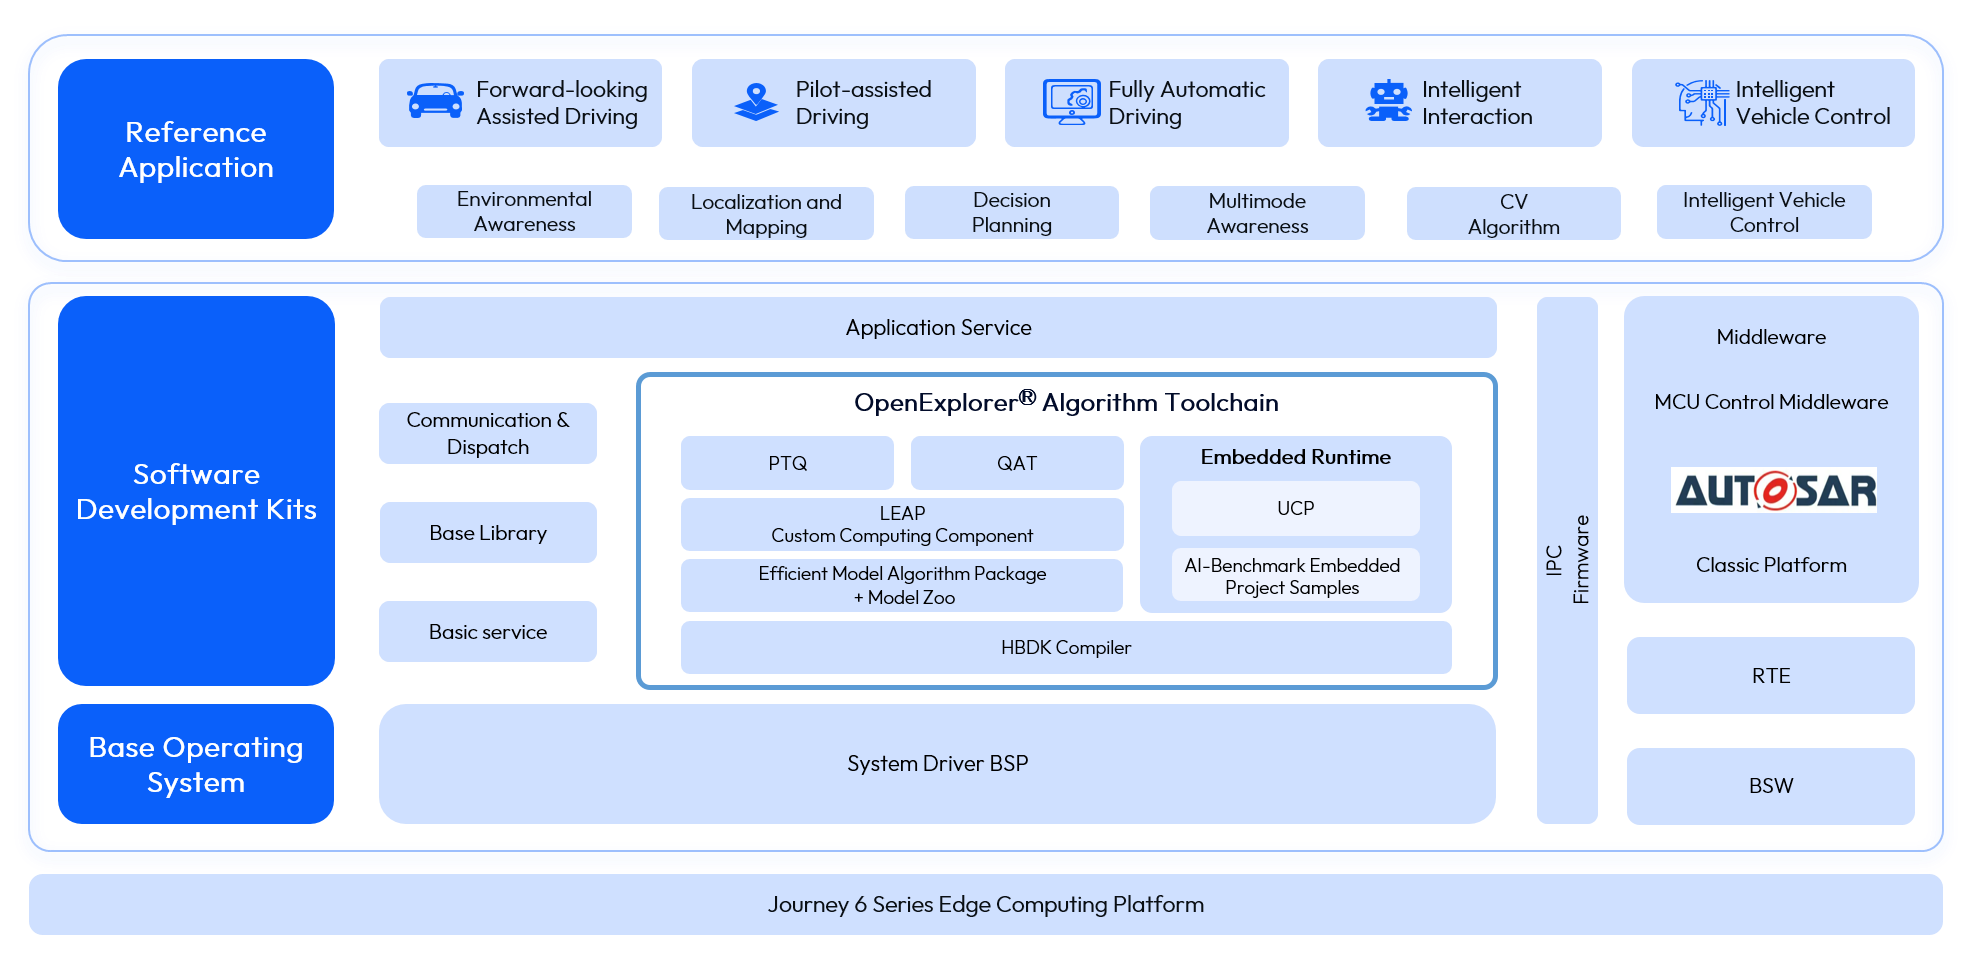 Reference
Application
Forward-looking
Assisted Driving
Pilot-assisted
Driving
Fully Automatic
Driving
Intelligent
Interaction
Intelligent
Vehicle Control
Environmental
Awareness
Localization and
Mapping
Decision
Planning
Multimode
Awareness
CV
Algorithm
Intelligent Vehicle
Control
Software
Development Kits
Application Service
Communication &
Dispatch
Base Library
Basic service
OpenExplorer® Algorithm Toolchain
PTQ
QAT
LEAP
Custom Computing Component
Efficient Model Algorithm Package
+ Model Zoo
Embedded Runtime
UCP
AI-Benchmark Embedded
Project Samples
HBDK Compiler
IPC
Firmware
Middleware
MCU Control Middleware
AUTOSAR
Classic Platform
RTE
BSW
Base Operating
System
System Driver BSP
Journey 6 Series Edge Computing Platform